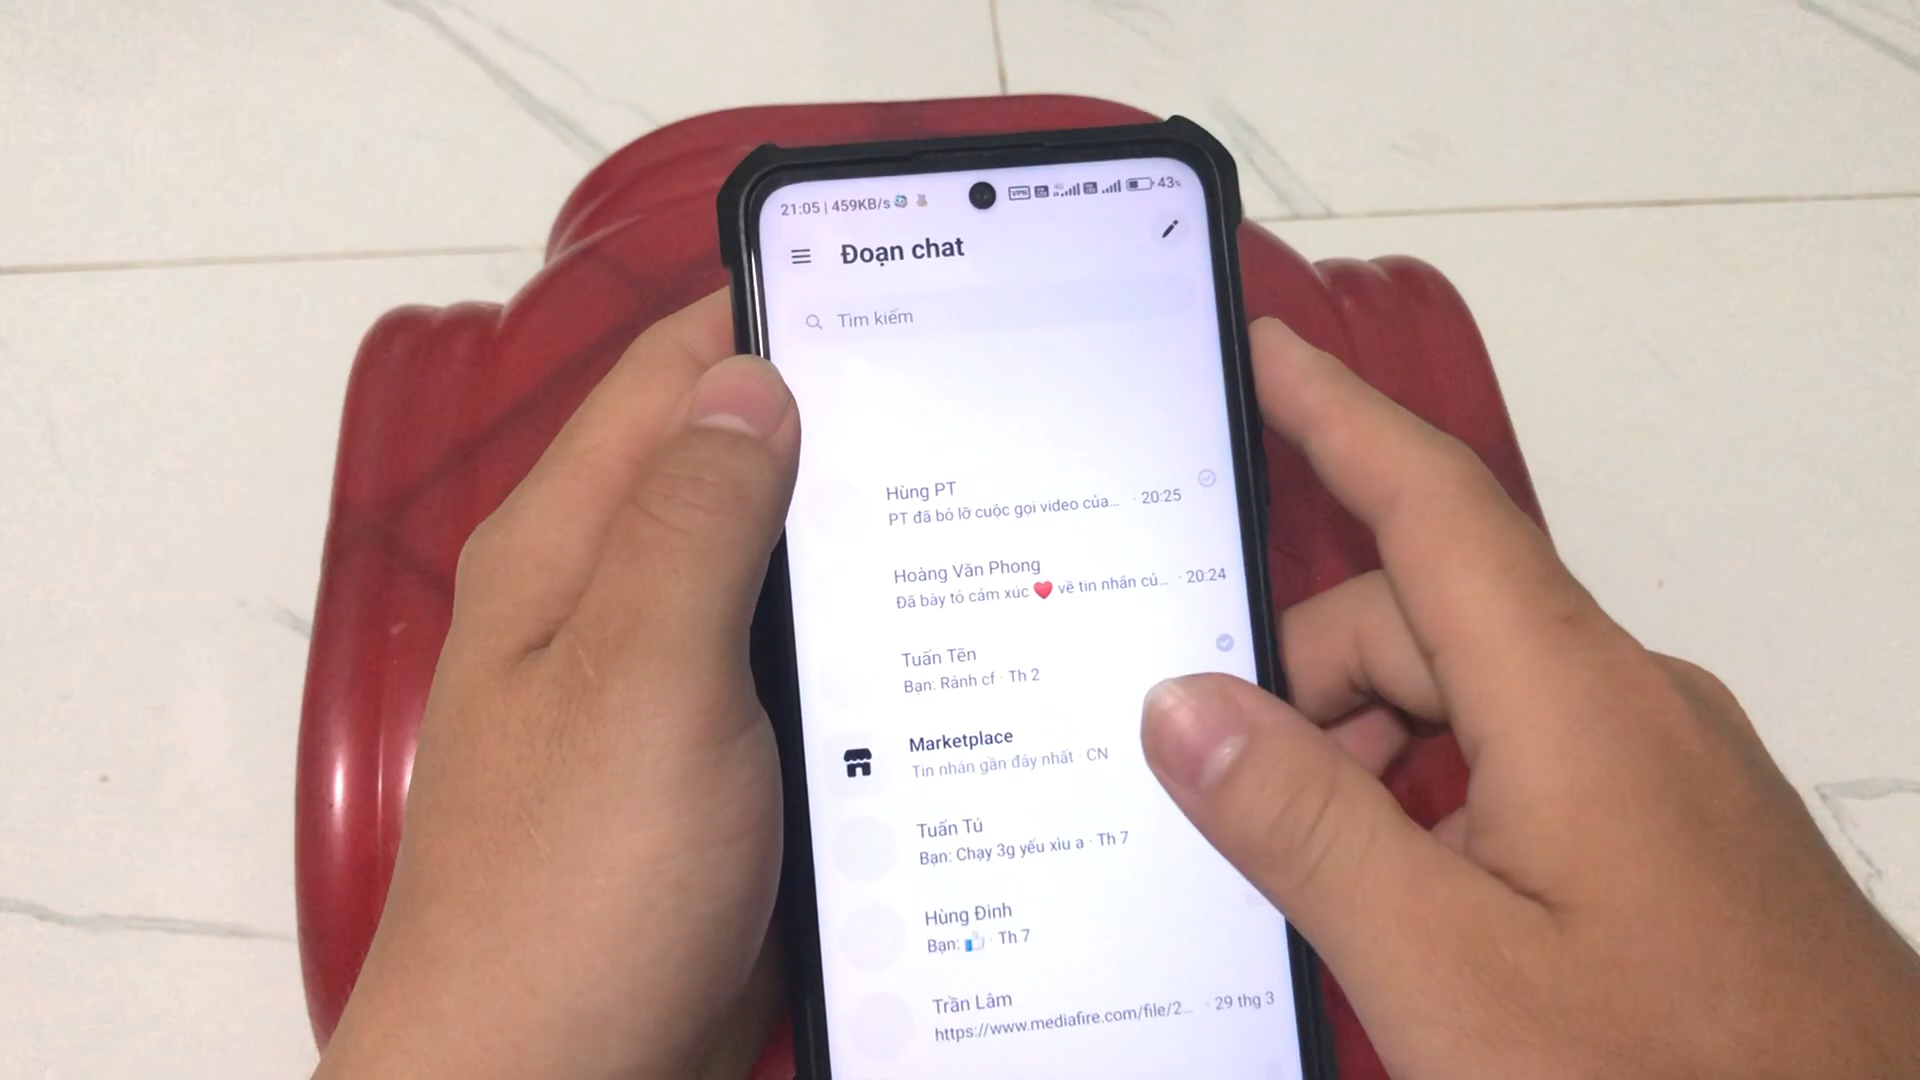 21:05 | 459KB/s
VPN
43%
Đoạn chat
Tìm kiếm
Hùng PT
PT đã bỏ lỡ cuộc gọi video của... · 20:25
Hoàng Văn Phong
Đã bày tỏ cảm xúc ❤️ về tin nhắn củ... · 20:24
Tuấn Tễn
Bạn: Rảnh cf · Th 2
Marketplace
Tin nhắn gần đây nhất · CN
Tuấn Tú
Bạn: Chạy 3g yếu xìu a · Th 7
Hùng Đinh
Bạn: 👍 · Th 7
Trần Lâm
https://www.mediafire.com/file/2... · 29 thg 3